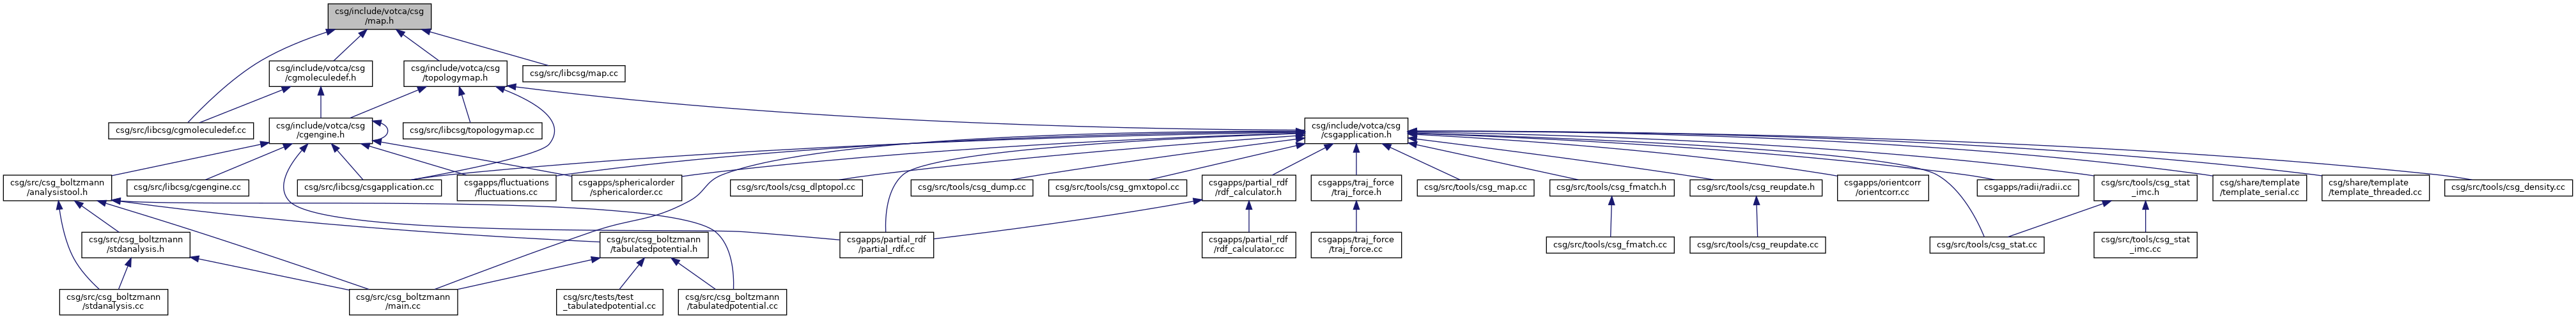 csg/include/votca/csg
/map.h
csg/include/votca/csg
/cgmoleculedef.h
csg/include/votca/csg
/topologymap.h
csg/src/libcsg/map.cc
csg/src/libcsg/cgmoleculedef.cc
csg/include/votca/csg
/cgengine.h
csg/src/libcsg/topologymap.cc
csg/include/votca/csg
/csgapplication.h
csg/src/csg_boltzmann
/analysistool.h
csg/src/libcsg/cgengine.cc
csg/src/libcsg/csgapplication.cc
csgapps/fluctuations
/fluctuations.cc
csgapps/sphericalorder
/sphericalorder.cc
csg/src/tools/csg_dlptopol.cc
csg/src/tools/csg_dump.cc
csg/src/tools/csg_gmxtopol.cc
csgapps/partial_rdf
/rdf_calculator.h
csgapps/traj_force
/traj_force.h
csg/src/tools/csg_map.cc
csg/src/tools/csg_fmatch.h
csg/src/tools/csg_reupdate.h
csgapps/orientcorr
/orientcorr.cc
csgapps/radii/radii.cc
csg/src/tools/csg_stat
_imc.h
csg/share/template
/template_serial.cc
csg/share/template
/template_threaded.cc
csg/src/tools/csg_density.cc
csg/src/csg_boltzmann
/stdanalysis.h
csg/src/csg_boltzmann
/tabulatedpotential.h
csgapps/partial_rdf
/partial_rdf.cc
csgapps/partial_rdf
/rdf_calculator.cc
csgapps/traj_force
/traj_force.cc
csg/src/tools/csg_fmatch.cc
csg/src/tools/csg_reupdate.cc
csg/src/tools/csg_stat.cc
csg/src/tools/csg_stat
_imc.cc
csg/src/csg_boltzmann
/stdanalysis.cc
csg/src/csg_boltzmann
/main.cc
csg/src/tests/test
_tabulatedpotential.cc
csg/src/csg_boltzmann
/tabulatedpotential.cc